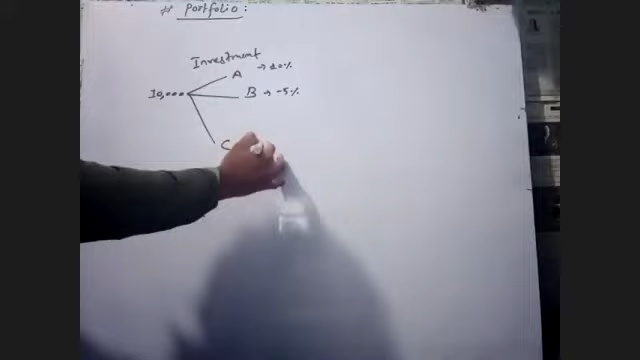 ** Portfolio :
Investment
10,000
A → 20%
B → -5%
C